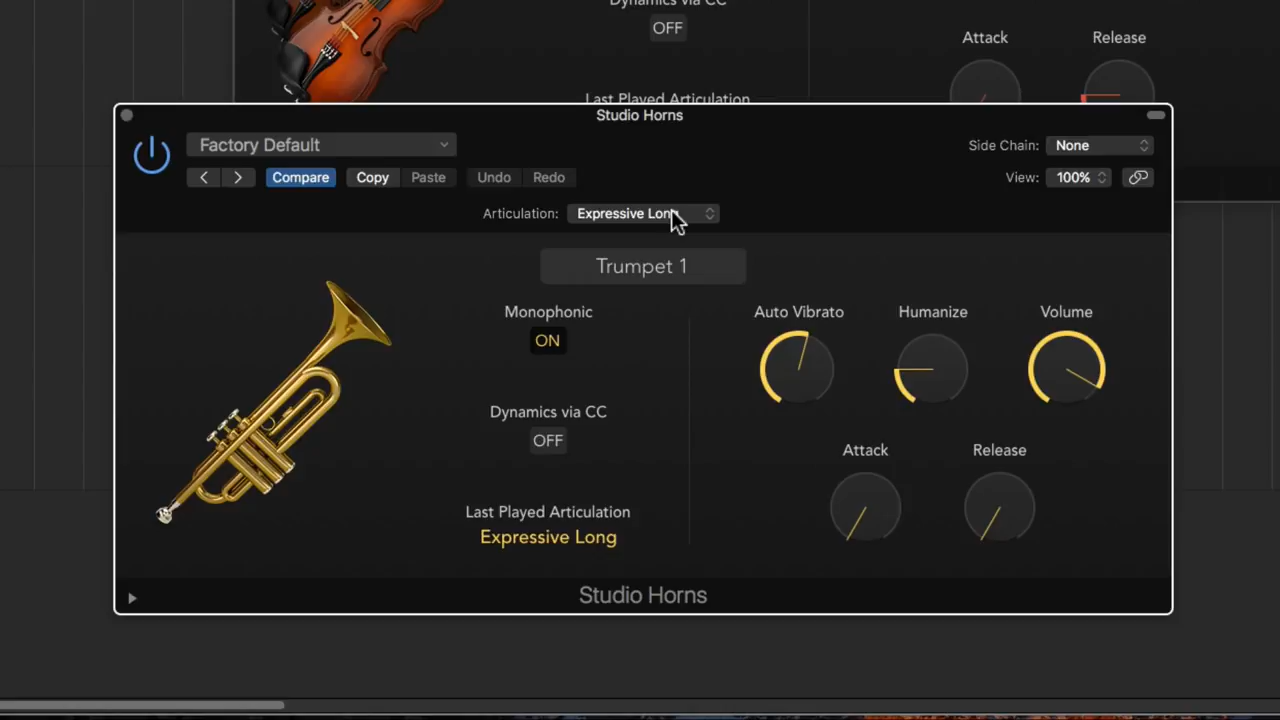 Dynamics via CC
OFF
Attack
Release
Last Played Articulation
Studio Horns
Factory Default
Side Chain: None
Compare
Copy
Paste
Undo
Redo
View: 100%
Articulation: Expressive Long
Trumpet 1
Monophonic
ON
Auto Vibrato
Humanize
Volume
Dynamics via CC
OFF
Attack
Release
Last Played Articulation
Expressive Long
Studio Horns